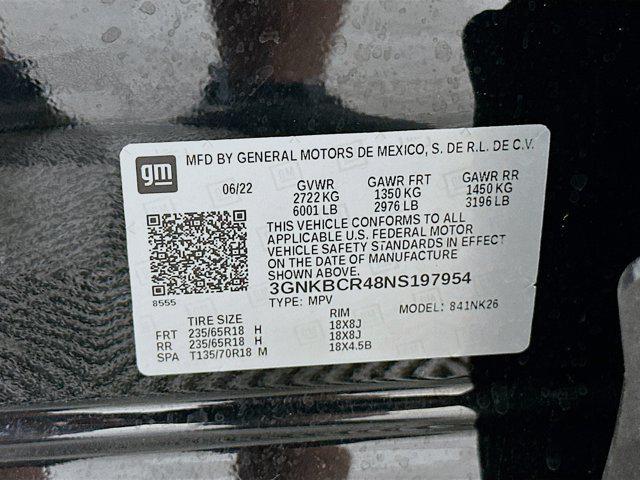 MFD BY GENERAL MOTORS DE MEXICO, S. DE R.L. DE C.V.
gm
06/22 GVWR GAWR FRT GAWR RR
2722 KG 1350 KG 1450 KG
6001 LB 2976 LB 3196 LB
THIS VEHICLE CONFORMS TO ALL
APPLICABLE U.S. FEDERAL MOTOR
VEHICLE SAFETY STANDARDS IN EFFECT
ON THE DATE OF MANUFACTURE
SHOWN ABOVE.
8555
3GNKBCR48NS197954
TYPE: MPV MODEL: 841NK26
TIRE SIZE RIM
FRT 235/65R18 H 18X8J
RR 235/65R18 H 18X8J
SPA T135/70R18 M 18X4.5B